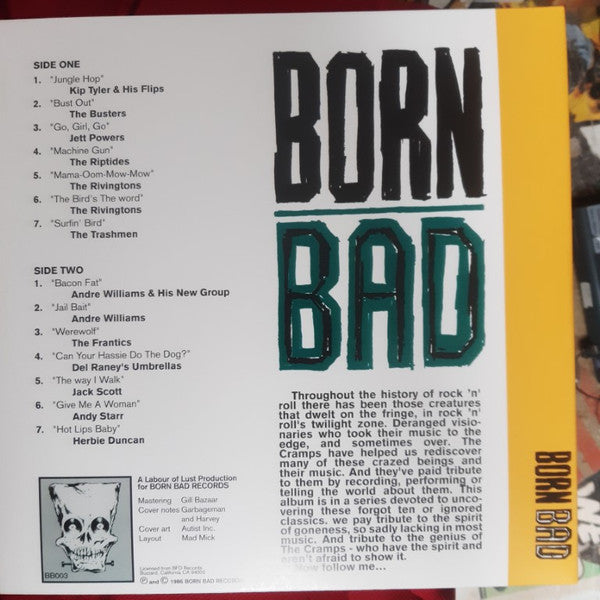 SIDE ONE
1. "Jungle Hop"
Kip Tyler & His Flips
2. "Bust Out"
The Busters
3. "Go, Girl, Go"
Jett Powers
4. "Machine Gun"
The Riptides
5. "Mama-Oom-Mow-Mow"
The Rivingtons
6. "The Bird's The word"
The Rivingtons
7. "Surfin' Bird"
The Trashmen
SIDE TWO
1. "Bacon Fat"
Andre Williams & His New Group
2. "Jail Bait"
Andre Williams
3. "Werewolf"
The Frantics
4. "Can Your Hassie Do The Dog?"
Del Raney's Umbrellas
5. "The way I Walk"
Jack Scott
6. "Give Me A Woman"
Andy Starr
7. "Hot Lips Baby"
Herbie Duncan
BB003
A Labour of Lust Production
for BORN BAD RECORDS
Mastering Gill Bazaar
Cover notes Garbageman
and Harvey
Cover art Autist Inc.
Layout Mad Mick
Licensed from BFD Records
Buzzard, California CA 94003
℗ and © 1986 BORN BAD RECORDS
BORN
BAD
Throughout the history of rock 'n'
roll there has been those creatures
that dwelt on the fringe, in rock 'n'
roll's twilight zone. Deranged visio-
naries who took their music to the
edge, and sometimes over. The
Cramps have helped us rediscover
many of these crazed beings and
their music. And they've paid tribute
to them by recording, performing or
telling the world about them. This
album is in a series devoted to unco-
vering these forgot ten or ignored
classics. we pay tribute to the spirit
of goneness, so sadly lacking in most
music. And tribute to the genius of
The Cramps - who have the spirit and
aren't afraid to show it.
Now follow me...
BORN BAD
NE